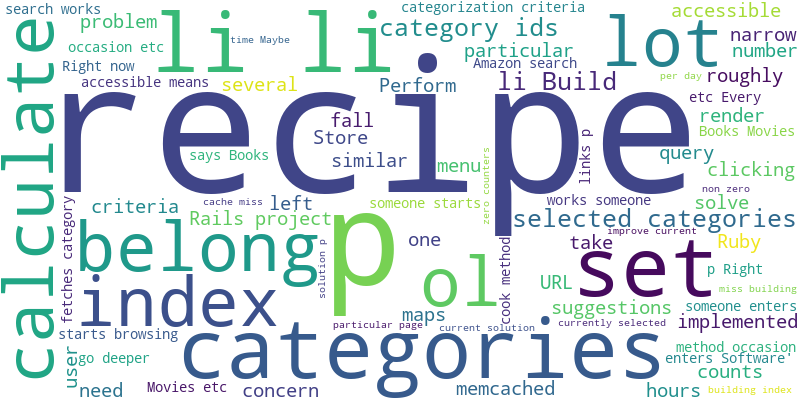 search works
categorization criteria
accessible
problem
li li
category ids
lot
narrow
occasion etc
time Maybe
particular
number
Right now
Amazon search
calculate
accessible means
several
Perform
li Build
per day
roughly
recipe
etc Every
fall
Store
links p
render
Books Movies
says Books
similar
menu
query
zero counters
clicking
cache miss
left
someone starts
works someone
non zero
solve
criteria
Rails project
p
selected categories
fetches category
belong
one
cook method
improve current
take
set
Ruby
solution p
ol
URL
p Right
index
maps
suggestions
miss building
someone enters
starts browsing
particular page
current solution
currently selected
implemented
categories
method occasion
user
go deeper
enters Software'
counts
need
Movies etc
concern
memcached
hours
building index